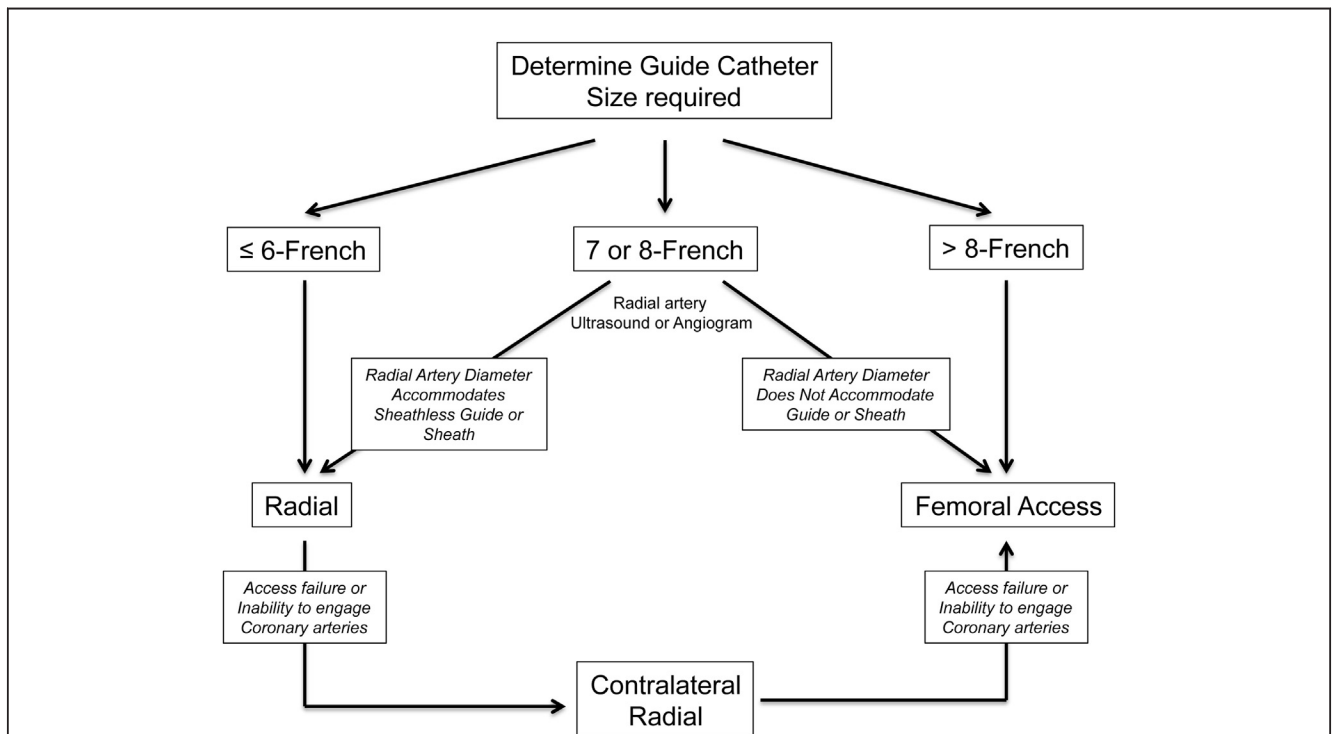 Determine Guide Catheter
Size required
≤ 6-French
7 or 8-French
> 8-French
Radial artery
Ultrasound or Angiogram
Radial Artery Diameter
Accommodates
Sheathless Guide or
Sheath
Radial Artery Diameter
Does Not Accommodate
Guide or Sheath
Radial
Femoral Access
Access failure or
Inability to engage
Coronary arteries
Access failure or
Inability to engage
Coronary arteries
Contralateral
Radial